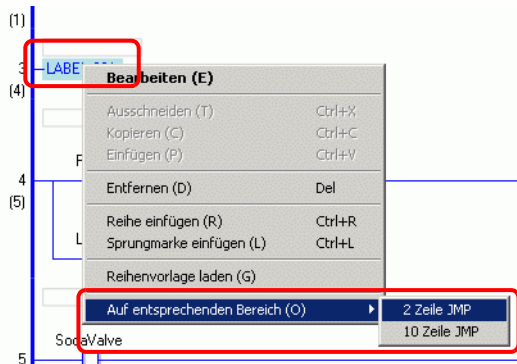 (1)
3 LABEL
(4)
Bearbeiten (E)
Ausschneiden (T) Ctrl+X
Kopieren (C) Ctrl+C
Einfügen (P) Ctrl+V
4
(5)
Entfernen (D) Del
Reihe einfügen (R) Ctrl+R
Sprungmarke einfügen (L) Ctrl+L
Reihenvorlage laden (G)
Auf entsprechenden Bereich (O) 2 Zeile JMP
10 Zeile JMP
SodaValve
5